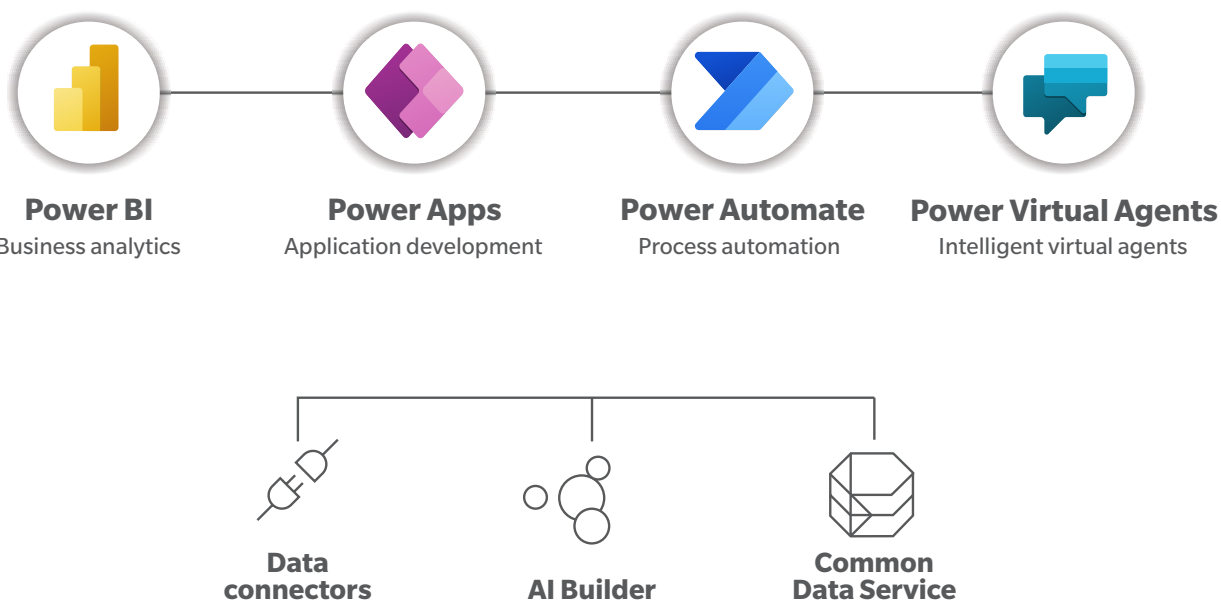 Power BI
Business analytics
Power Apps
Application development
Power Automate
Process automation
Power Virtual Agents
Intelligent virtual agents
Data
connectors
AI Builder
Common
Data Service